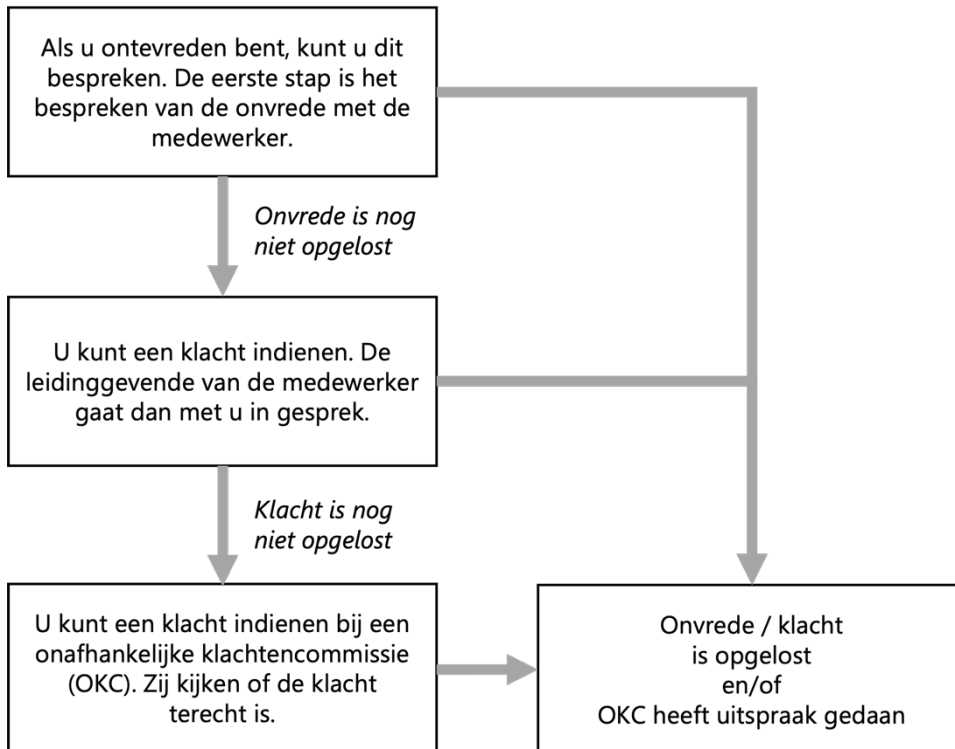 Als u ontevreden bent, kunt u dit
bespreken. De eerste stap is het
bespreken van de onvrede met de
medewerker.
Onvrede is nog
niet opgelost
U kunt een klacht indienen. De
leidinggevende van de medewerker
gaat dan met u in gesprek.
Klacht is nog
niet opgelost
U kunt een klacht indienen bij een
onafhankelijke klachtencommissie
(OKC). Zij kijken of de klacht
terecht is.
Onvrede / klacht
is opgelost
en/of
OKC heeft uitspraak gedaan